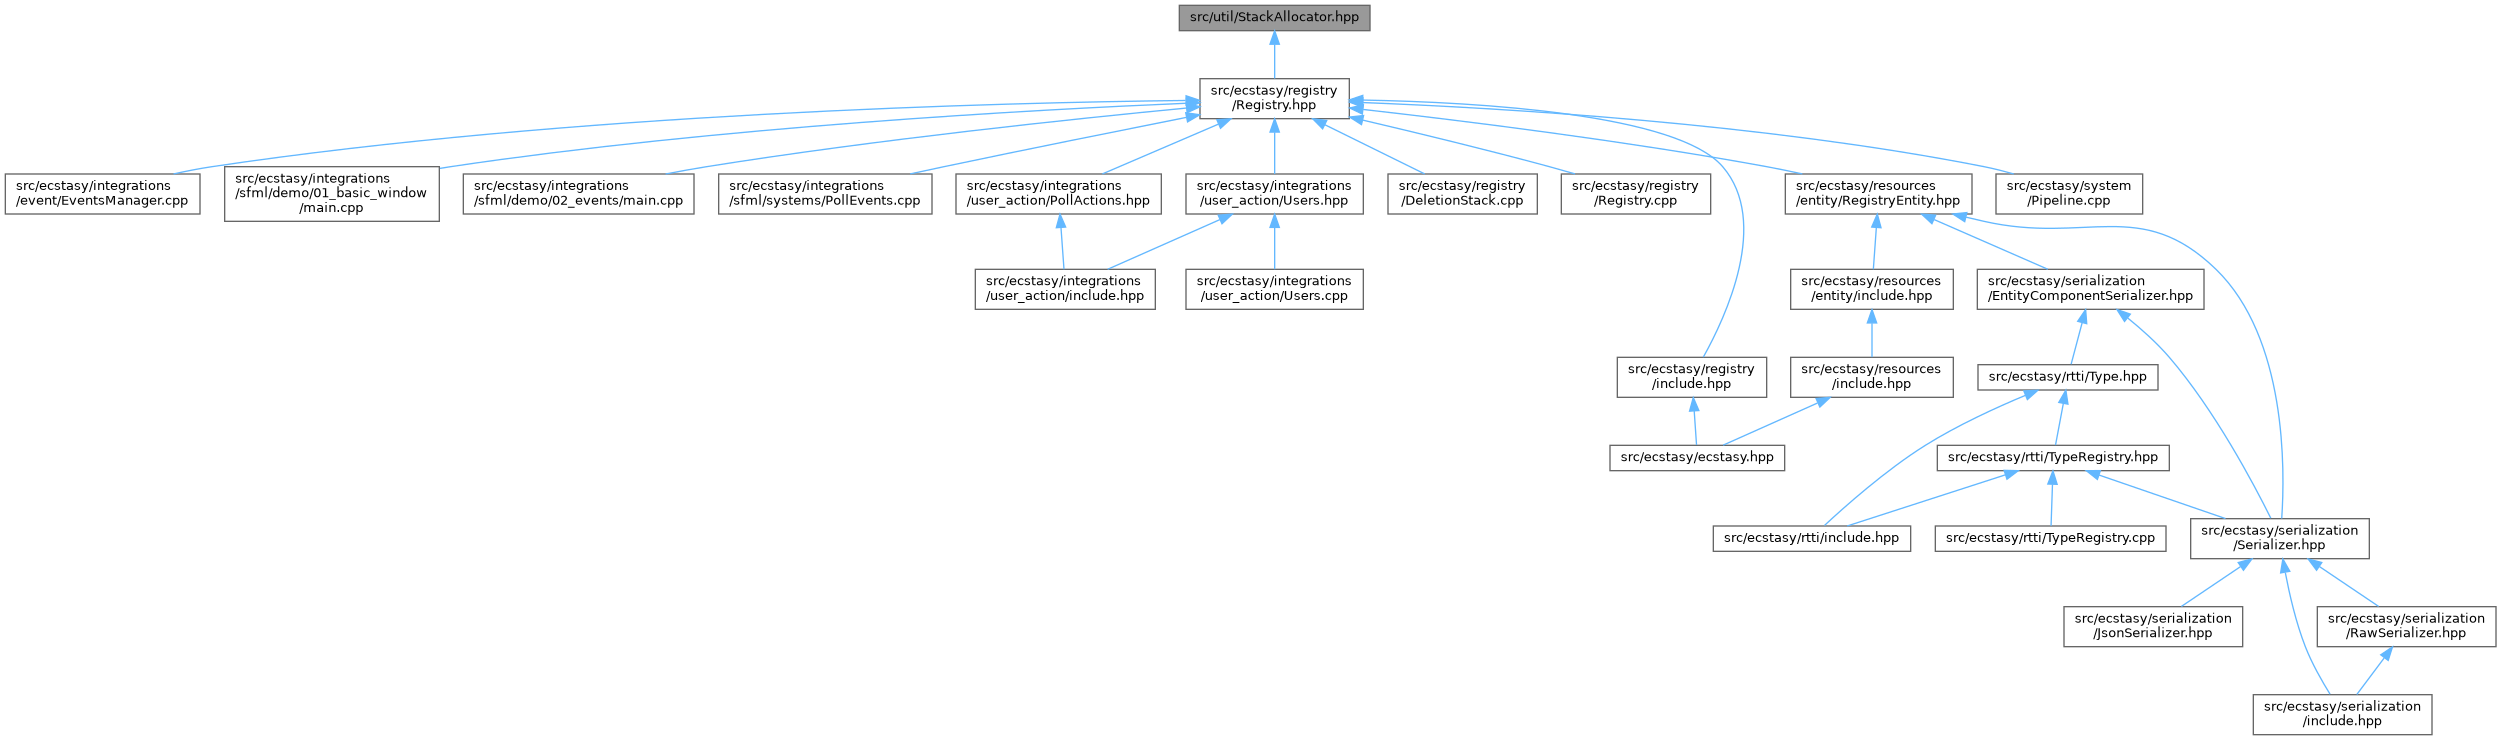 src/util/StackAllocator.hpp
src/ecstasy/registry
/Registry.hpp
src/ecstasy/integrations
/event/EventsManager.cpp
src/ecstasy/integrations
/sfml/demo/01_basic_window
/main.cpp
src/ecstasy/integrations
/sfml/demo/02_events/main.cpp
src/ecstasy/integrations
/sfml/systems/PollEvents.cpp
src/ecstasy/integrations
/user_action/PollActions.hpp
src/ecstasy/integrations
/user_action/Users.hpp
src/ecstasy/registry
/DeletionStack.cpp
src/ecstasy/registry
/Registry.cpp
src/ecstasy/resources
/entity/RegistryEntity.hpp
src/ecstasy/system
/Pipeline.cpp
src/ecstasy/integrations
/user_action/include.hpp
src/ecstasy/integrations
/user_action/Users.cpp
src/ecstasy/resources
/entity/include.hpp
src/ecstasy/serialization
/EntityComponentSerializer.hpp
src/ecstasy/registry
/include.hpp
src/ecstasy/resources
/include.hpp
src/ecstasy/rtti/Type.hpp
src/ecstasy/ecstasy.hpp
src/ecstasy/rtti/TypeRegistry.hpp
src/ecstasy/rtti/include.hpp
src/ecstasy/rtti/TypeRegistry.cpp
src/ecstasy/serialization
/Serializer.hpp
src/ecstasy/serialization
/JsonSerializer.hpp
src/ecstasy/serialization
/RawSerializer.hpp
src/ecstasy/serialization
/include.hpp